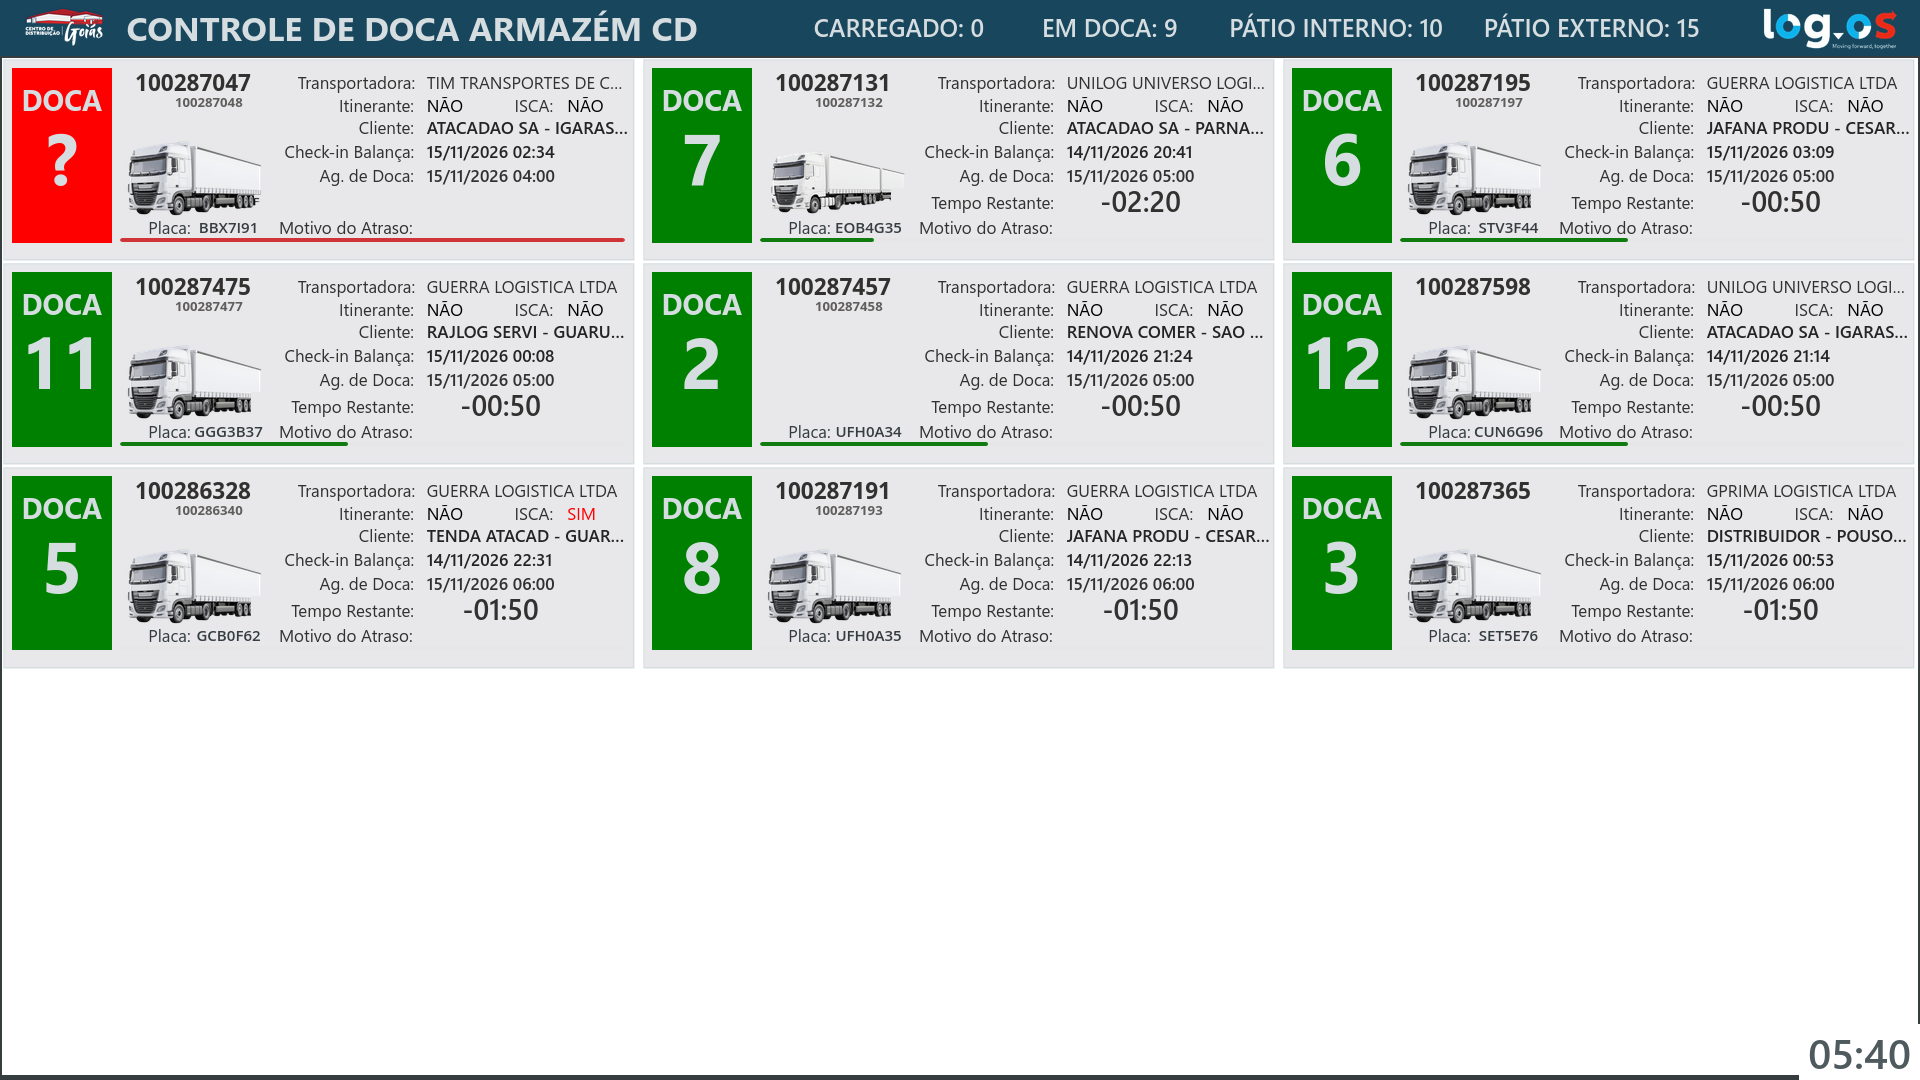 CENTRO DE DISTRIBUIÇÃO Goiás
CONTROLE DE DOCA ARMAZÉM CD
CARREGADO: 0
EM DOCA: 9
PÁTIO INTERNO: 10
PÁTIO EXTERNO: 15
log.os
Moving forward, together
DOCA
?
100287047
100287048
Placa: BBX7I91
Transportadora: TIM TRANSPORTES DE C...
Itinerante: NÃO ISCA: NÃO
Cliente: ATACADAO SA - IGARAS...
Check-in Balança: 15/11/2026 02:34
Ag. de Doca: 15/11/2026 04:00
Motivo do Atraso:
DOCA
7
100287131
100287132
Placa: EOB4G35
Transportadora: UNILOG UNIVERSO LOGI...
Itinerante: NÃO ISCA: NÃO
Cliente: ATACADAO SA - PARNA...
Check-in Balança: 14/11/2026 20:41
Ag. de Doca: 15/11/2026 05:00
Tempo Restante: -02:20
Motivo do Atraso:
DOCA
6
100287195
100287197
Placa: STV3F44
Transportadora: GUERRA LOGISTICA LTDA
Itinerante: NÃO ISCA: NÃO
Cliente: JAFANA PRODU - CESAR...
Check-in Balança: 15/11/2026 03:09
Ag. de Doca: 15/11/2026 05:00
Tempo Restante: -00:50
Motivo do Atraso:
DOCA
11
100287475
100287477
Placa: GGG3B37
Transportadora: GUERRA LOGISTICA LTDA
Itinerante: NÃO ISCA: NÃO
Cliente: RAJLOG SERVI - GUARU...
Check-in Balança: 15/11/2026 00:08
Ag. de Doca: 15/11/2026 05:00
Tempo Restante: -00:50
Motivo do Atraso:
DOCA
2
100287457
100287458
Placa: UFH0A34
Transportadora: GUERRA LOGISTICA LTDA
Itinerante: NÃO ISCA: NÃO
Cliente: RENOVA COMER - SAO ...
Check-in Balança: 14/11/2026 21:24
Ag. de Doca: 15/11/2026 05:00
Tempo Restante: -00:50
Motivo do Atraso:
DOCA
12
100287598
Placa: CUN6G96
Transportadora: UNILOG UNIVERSO LOGI...
Itinerante: NÃO ISCA: NÃO
Cliente: ATACADAO SA - IGARAS...
Check-in Balança: 14/11/2026 21:14
Ag. de Doca: 15/11/2026 05:00
Tempo Restante: -00:50
Motivo do Atraso:
DOCA
5
100286328
100286340
Placa: GCB0F62
Transportadora: GUERRA LOGISTICA LTDA
Itinerante: NÃO ISCA: SIM
Cliente: TENDA ATACAD - GUAR...
Check-in Balança: 14/11/2026 22:31
Ag. de Doca: 15/11/2026 06:00
Tempo Restante: -01:50
Motivo do Atraso:
DOCA
8
100287191
100287193
Placa: UFH0A35
Transportadora: GUERRA LOGISTICA LTDA
Itinerante: NÃO ISCA: NÃO
Cliente: JAFANA PRODU - CESAR...
Check-in Balança: 14/11/2026 22:13
Ag. de Doca: 15/11/2026 06:00
Tempo Restante: -01:50
Motivo do Atraso:
DOCA
3
100287365
Placa: SET5E76
Transportadora: GPRIMA LOGISTICA LTDA
Itinerante: NÃO ISCA: NÃO
Cliente: DISTRIBUIDOR - POUSO...
Check-in Balança: 15/11/2026 00:53
Ag. de Doca: 15/11/2026 06:00
Tempo Restante: -01:50
Motivo do Atraso:
05:40